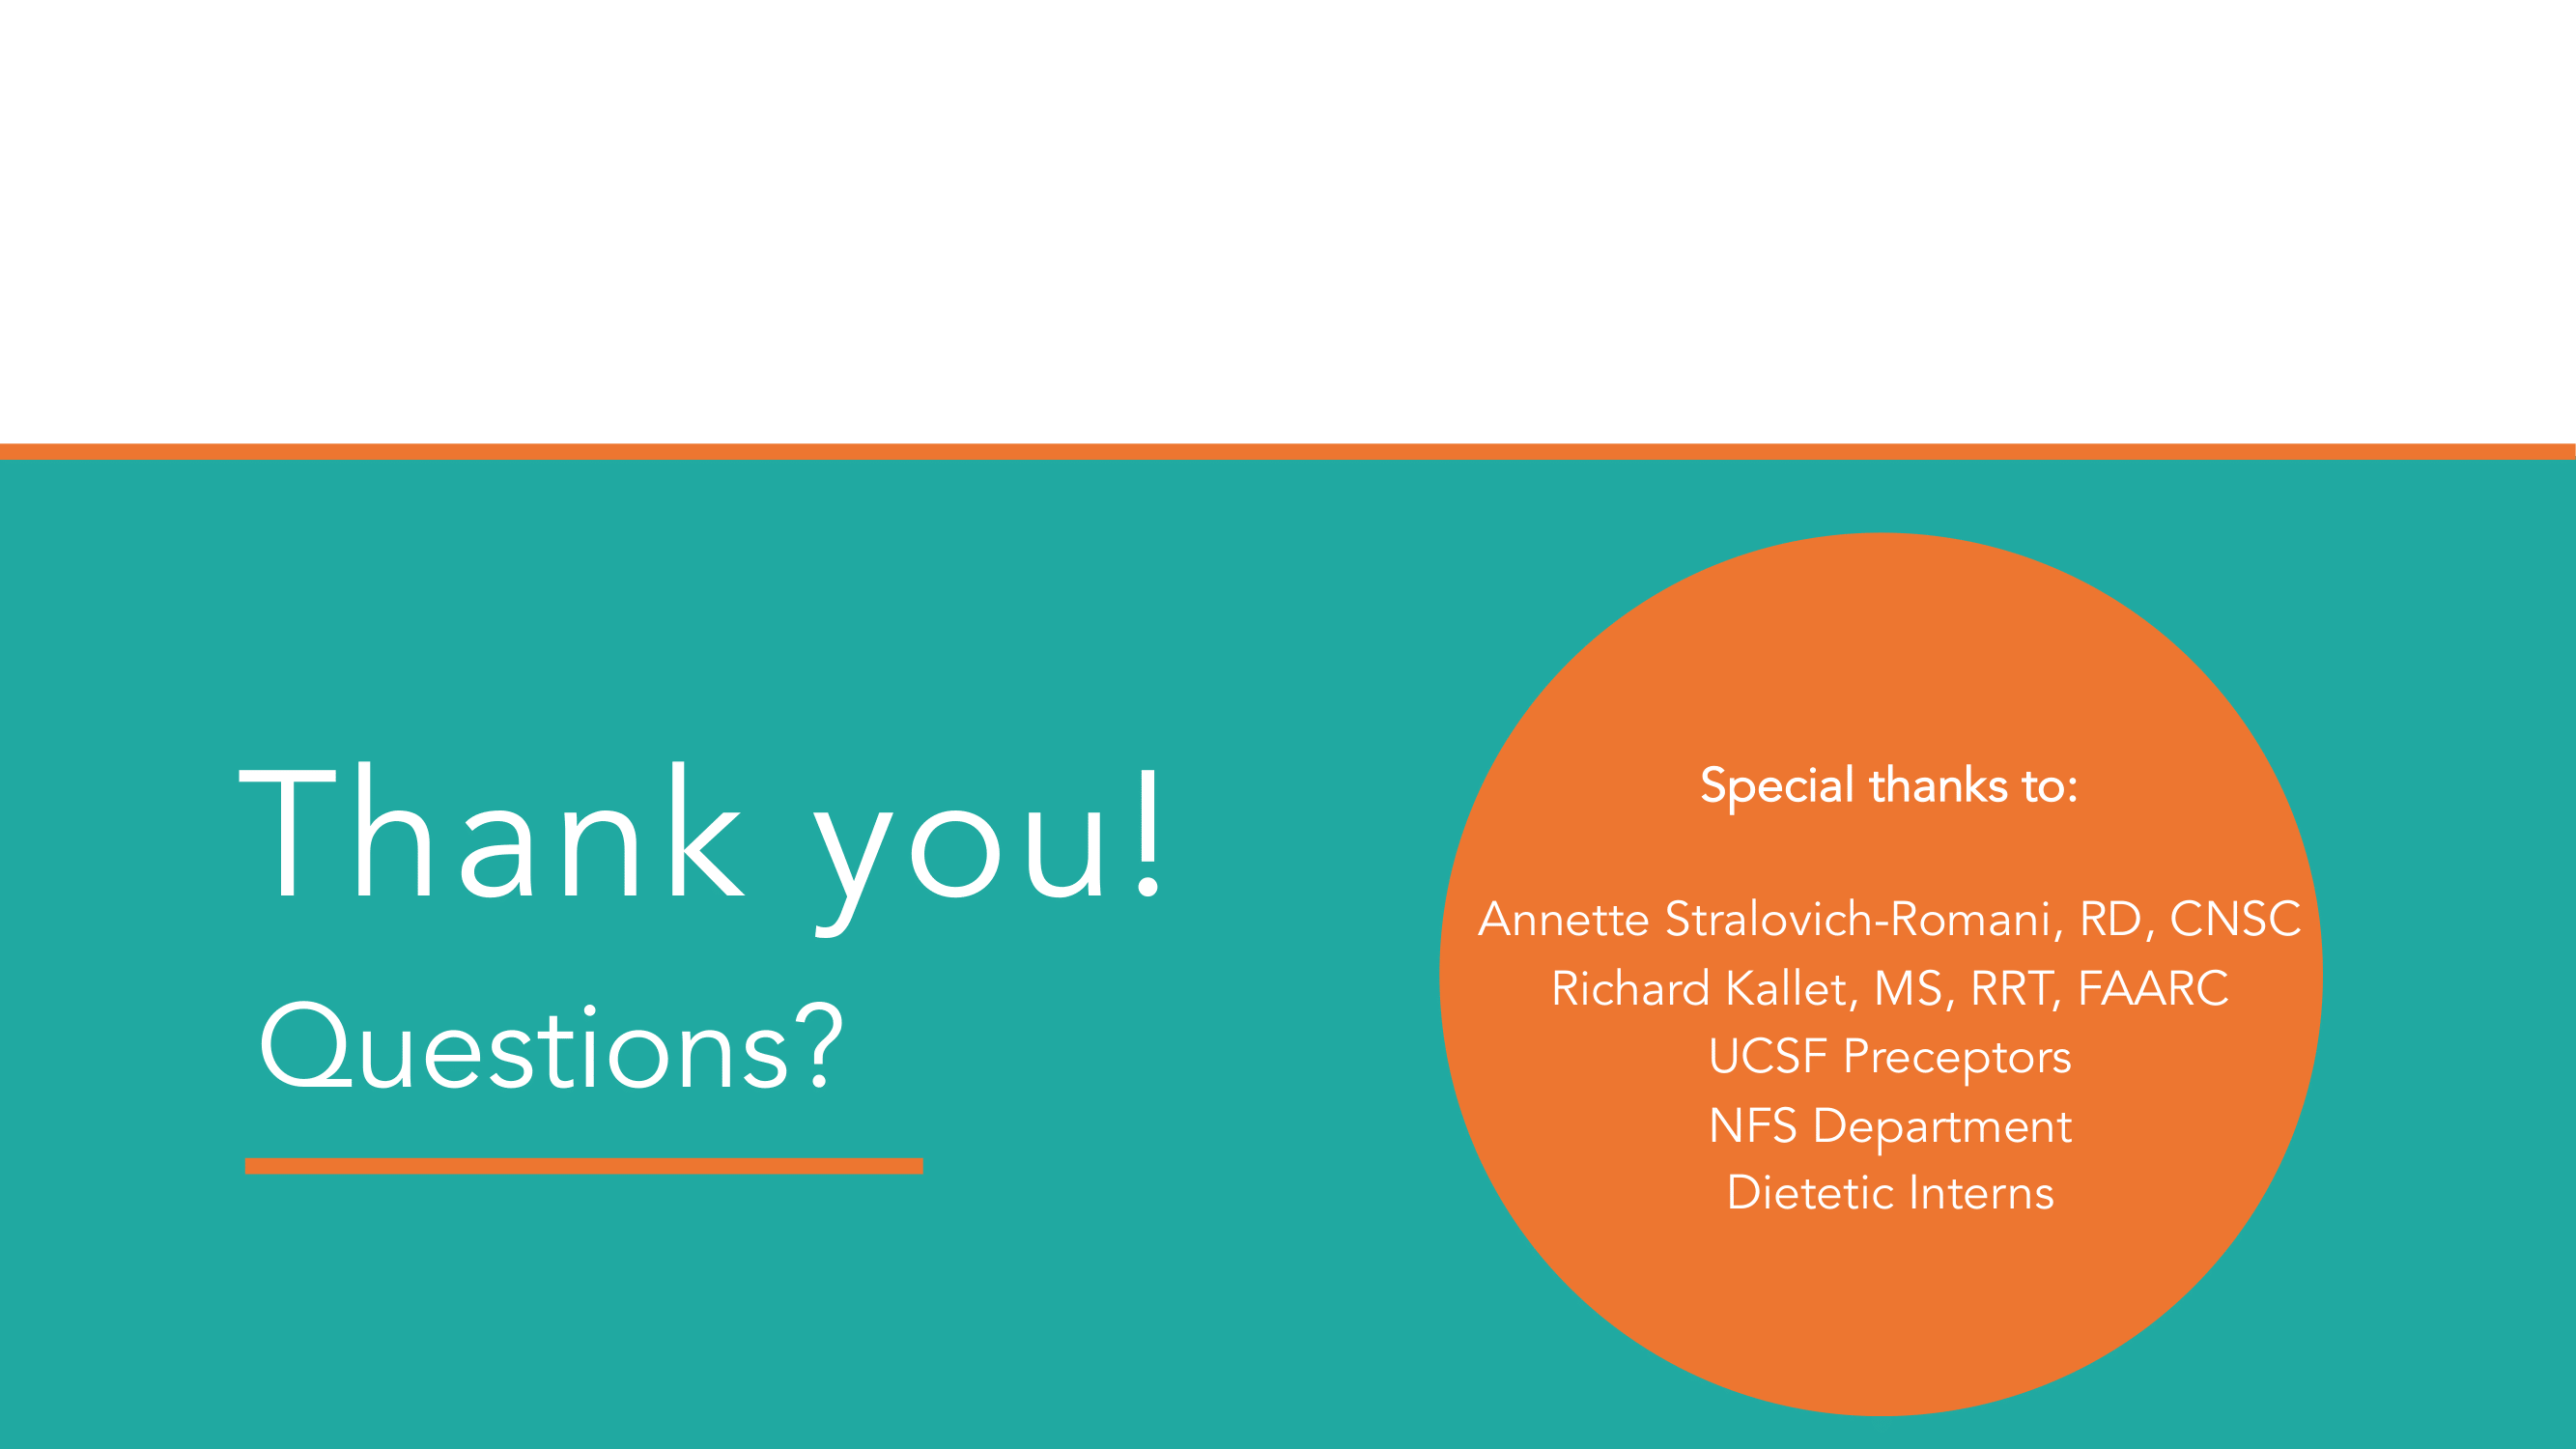 Thank you!
Questions?
Special thanks to:
Annette Stralovich-Romani, RD, CNSC
Richard Kallet, MS, RRT, FAARC
UCSF Preceptors
NFS Department
Dietetic Interns